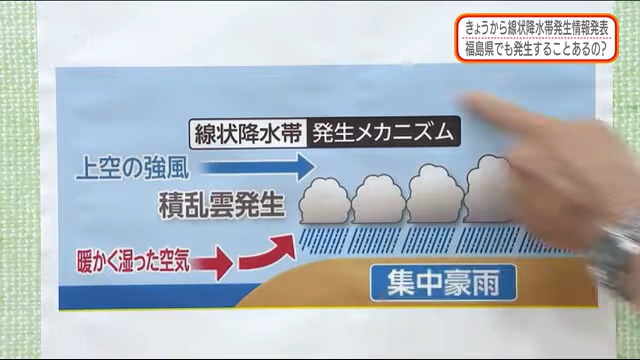 きょうから線状降水帯発生情報発表
福島県でも発生することあるの?
線状降水帯 発生メカニズム
上空の強風
積乱雲発生
暖かく湿った空気
集中豪雨